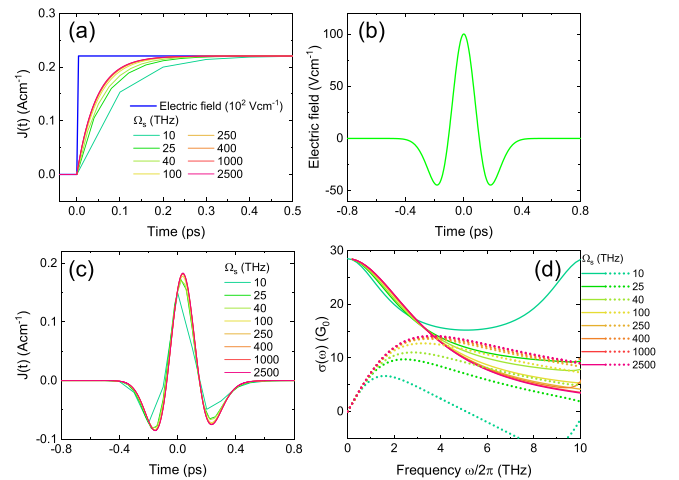 (a)
J(t) (Acm⁻¹)
0.2
0.1
0.0
Electric field (10² Vcm⁻¹)
Ωs (THz)
10 250
25 400
40 1000
100 2500
0.0 0.1 0.2 0.3 0.4 0.5
Time (ps)
(b)
Electric field (Vcm⁻¹)
100
50
0
-50
-0.8 -0.4 0.0 0.4 0.8
Time (ps)
(c)
J(t) (Acm⁻¹)
0.2
0.1
0.0
-0.1
Ωs (THz)
10
25
40
100
250
400
1000
2500
-0.8 -0.4 0.0 0.4 0.8
Time (ps)
(d)
σ(ω) (G₀)
30
20
10
0
Ωs (THz)
10
25
40
100
250
400
1000
2500
0 2 4 6 8 10
Frequency ω/2π (THz)